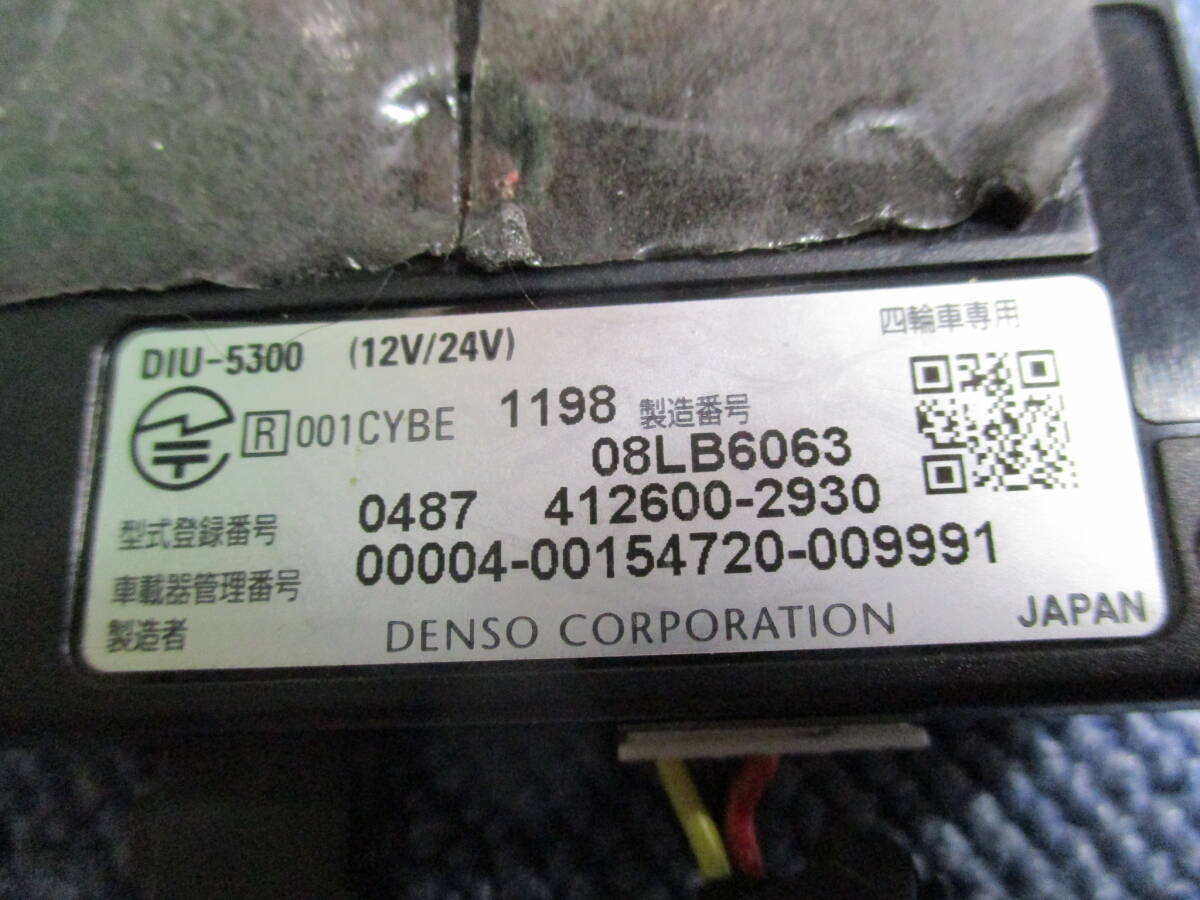 四輪車専用
DIU-5300 (12V/24V)
R 001CYBE 1198 製造番号
08LB6063
型式登録番号 0487 412600-2930
車載器管理番号 00004-00154720-009991
製造者 DENSO CORPORATION JAPAN